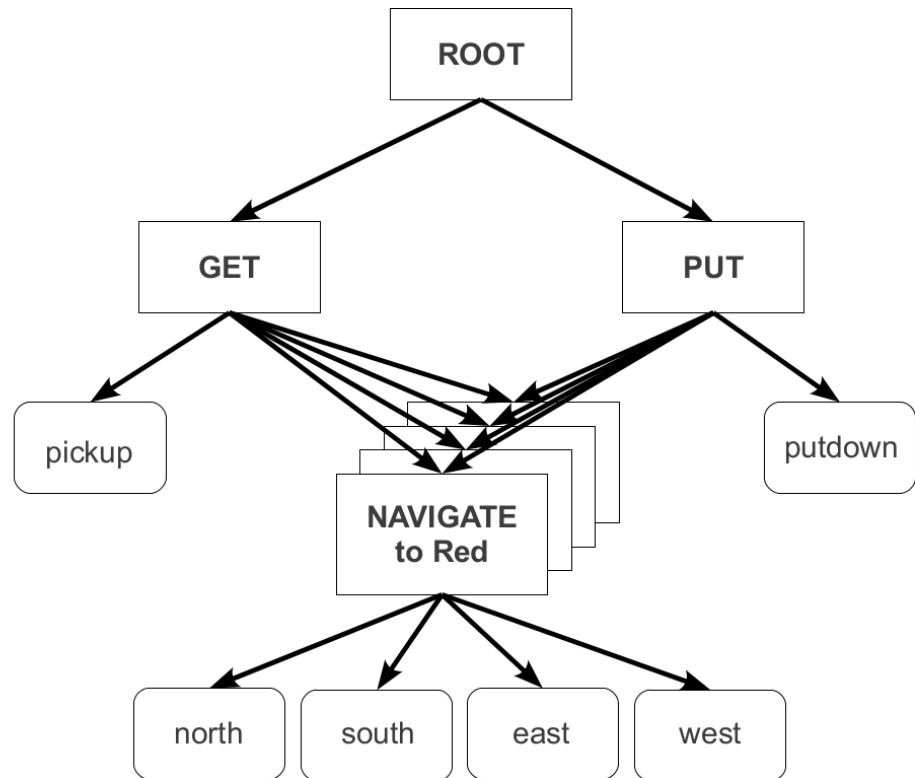 ROOT
GET
PUT
pickup
putdown
NAVIGATE
to Red
north
south
east
west